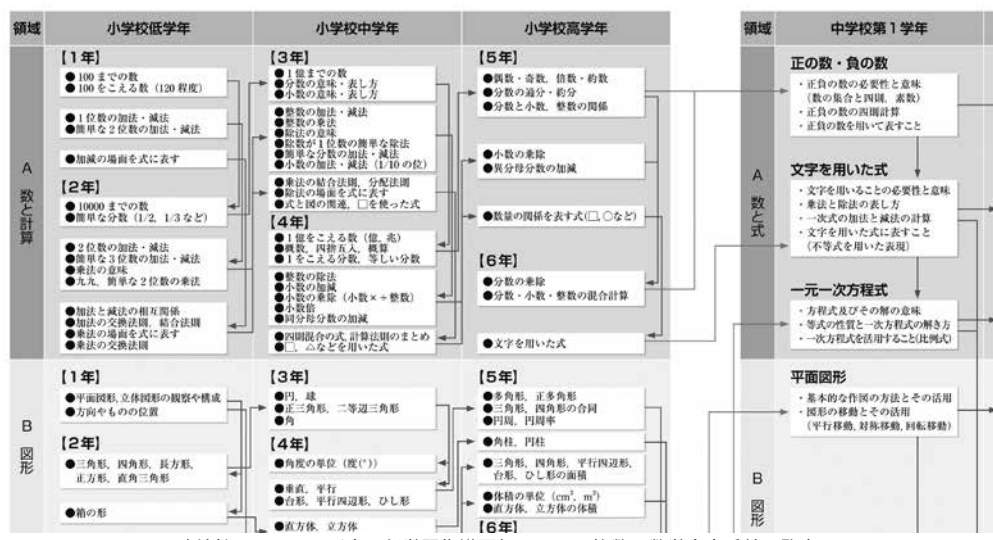 領域
小学校低学年
小学校中学年
小学校高学年
A 数と計算
【1年】
●100までの数
●100をこえる数（120程度）
●1位数の加法・減法
●簡単な2位数の加法・減法
●加減の場面を式に表す
【2年】
●10000までの数
●簡単な分数（1/2，1/3など）
●2位数の加法・減法
●簡単な3位数の加法・減法
●乗法の意味
●九九，簡単な2位数の乗法
●加法と減法の相互関係
●加法の交換法則，結合法則
●乗法の場面を式に表す
●乗法の交換法則
【3年】
●1億までの数
●分数の意味・表し方
●小数の意味・表し方
●整数の加法・減法
●整数の乗法
●除法の意味
●除数が1位数の簡単な除法
●簡単な分数の加法・減法
●小数の加法・減法（1/10の位）
●乗法の結合法則，分配法則
●除法の場面を式に表す
●式と図の関連，□を使った式
【4年】
●1億をこえる数（億，兆）
●概数，四捨五入，概算
●1をこえる分数，等しい分数
●整数の除法
●小数の加減
●小数の乗除（小数×÷整数）
●小数倍
●同分母分数の加減
●四則混合の式，計算法則のまとめ
●□，△などを用いた式
【5年】
●偶数・奇数，倍数・約数
●分数の通分・約分
●分数と小数，整数の関係
●小数の乗除
●異分母分数の加減
●数量の関係を表す式（□，○など）
【6年】
●分数の乗除
●分数・小数・整数の混合計算
●文字を用いた式
B 図形
【1年】
●平面図形，立体図形の観察や構成
●方向やものの位置
【2年】
●三角形，四角形，長方形，
正方形，直角三角形
●箱の形
【3年】
●円，球
●正三角形，二等辺三角形
●角
【4年】
●角度の単位（度（°））
●垂直，平行
●台形，平行四辺形，ひし形
●直方体，立方体
【5年】
●多角形，正多角形
●三角形，四角形の合同
●円周，円周率
●角柱，円柱
●三角形，四角形，平行四辺形，
台形，ひし形の面積
●体積の単位（cm³，m³）
●直方体，立方体の体積
【6年】
領域
中学校第1学年
A 数と式
正の数・負の数
・正負の数の必要性と意味
（数の集合と四則，素数）
・正負の数の四則計算
・正負の数を用いて表すこと
文字を用いた式
・文字を用いることの必要性と意味
・乗法と除法の表し方
・一次式の加法と減法の計算
・文字を用いた式に表すこと
（不等式を用いた表現）
一元一次方程式
・方程式及びその解の意味
・等式の性質と一次方程式の解き方
・一次方程式を活用すること（比例式）
B 図形
平面図形
・基本的な作図の方法とその活用
・図形の移動とその活用
（平行移動，対称移動，回転移動）